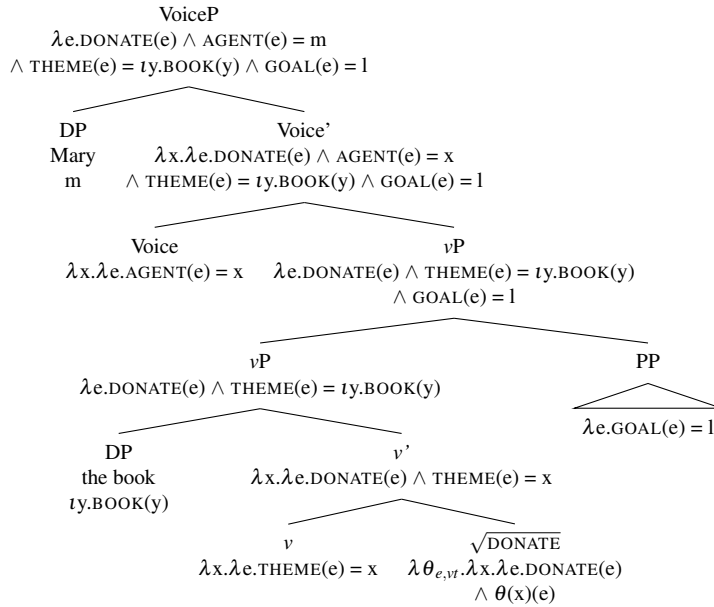 VoiceP
λe.DONATE(e) ∧ AGENT(e) = m
∧ THEME(e) = ιy.BOOK(y) ∧ GOAL(e) = l
DP
Mary
m
Voice’
λx.λe.DONATE(e) ∧ AGENT(e) = x
∧ THEME(e) = ιy.BOOK(y) ∧ GOAL(e) = l
Voice
λx.λe.AGENT(e) = x
vP
λe.DONATE(e) ∧ THEME(e) = ιy.BOOK(y)
∧ GOAL(e) = l
vP
λe.DONATE(e) ∧ THEME(e) = ιy.BOOK(y)
PP
λe.GOAL(e) = l
DP
the book
ιy.BOOK(y)
v’
λx.λe.DONATE(e) ∧ THEME(e) = x
v
λx.λe.THEME(e) = x
√DONATE
λθe,vt.λx.λe.DONATE(e)
∧ θ(x)(e)